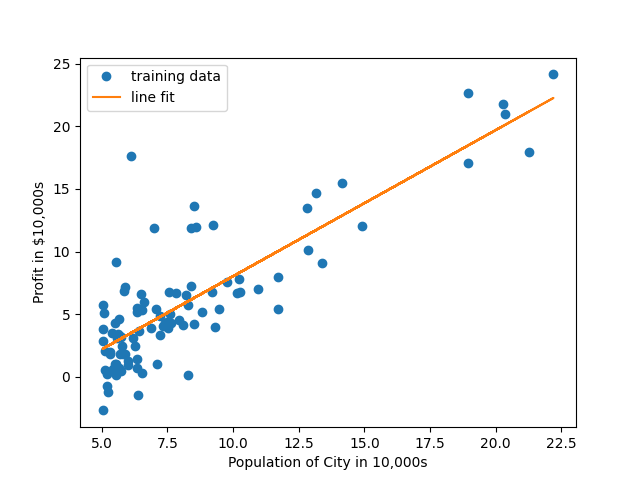 training data
line fit
25
20
15
10
5
0
Profit in $10,000s
5.0 7.5 10.0 12.5 15.0 17.5 20.0 22.5
Population of City in 10,000s